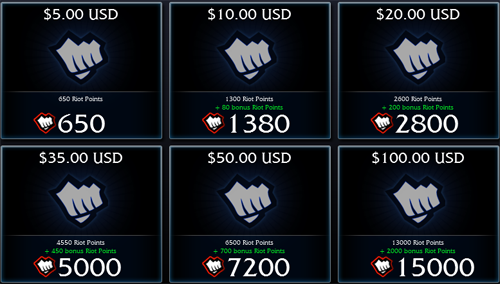 $5.00 USD
650 Riot Points
650
$10.00 USD
1300 Riot Points
+ 80 bonus Riot Points
1380
$20.00 USD
2600 Riot Points
+ 200 bonus Riot Points
2800
$35.00 USD
4550 Riot Points
+ 450 bonus Riot Points
5000
$50.00 USD
6500 Riot Points
+ 700 bonus Riot Points
7200
$100.00 USD
13000 Riot Points
+ 2000 bonus Riot Points
15000